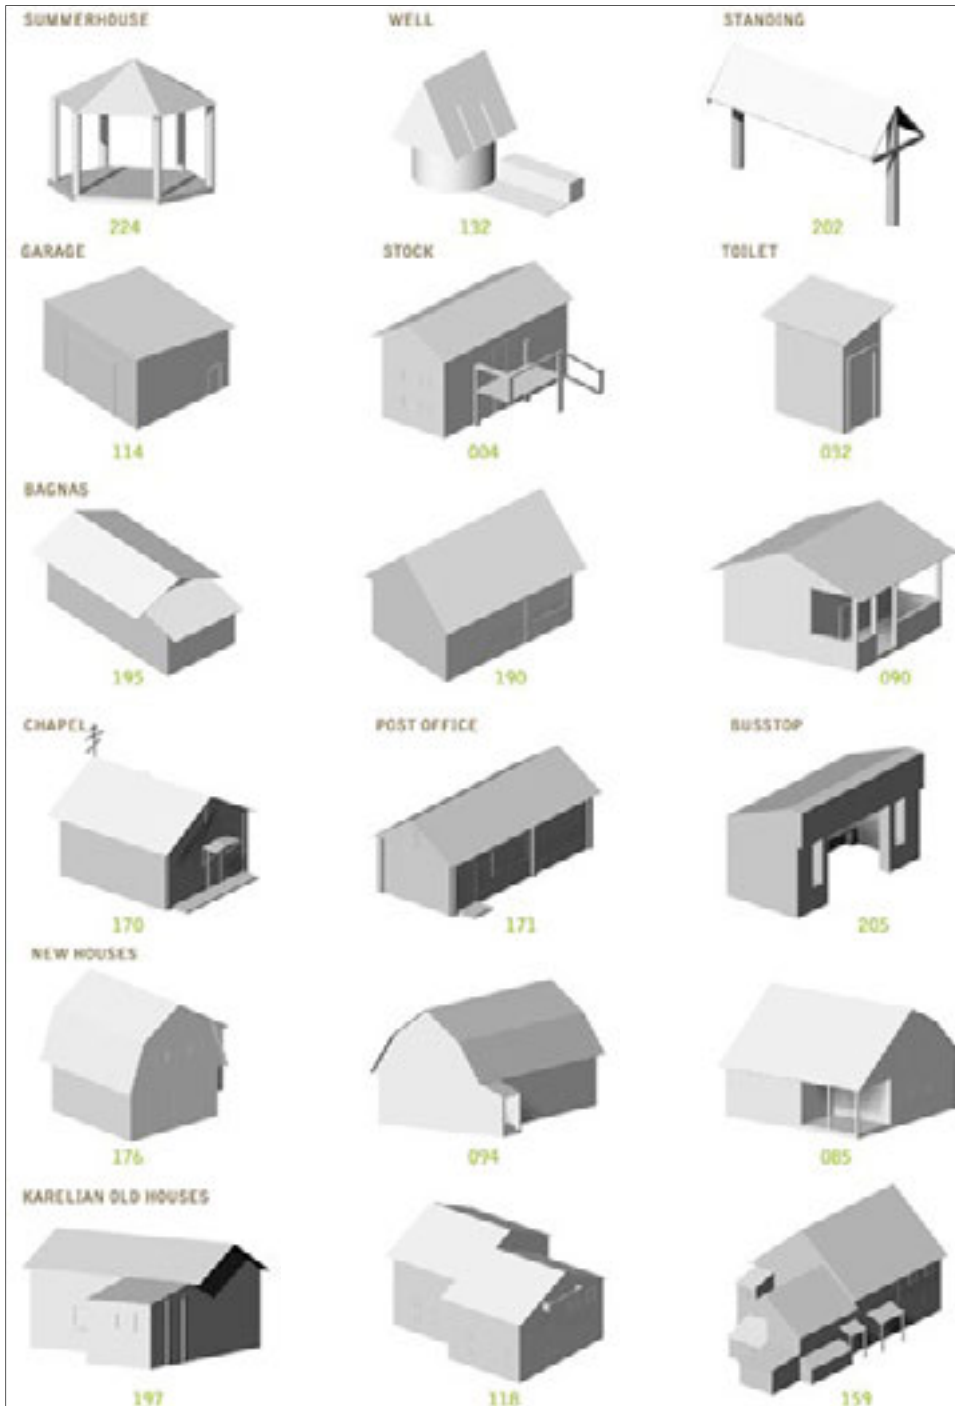 SUMMERHOUSE WELL STANDING
224 132 202
GARAGE STOCK TOILET
114 004 032
BAGNAS
195 190 090
CHAPEL POST OFFICE BUSSTOP
170 171 205
NEW HOUSES
176 094 085
KARELIAN OLD HOUSES
197 118 159